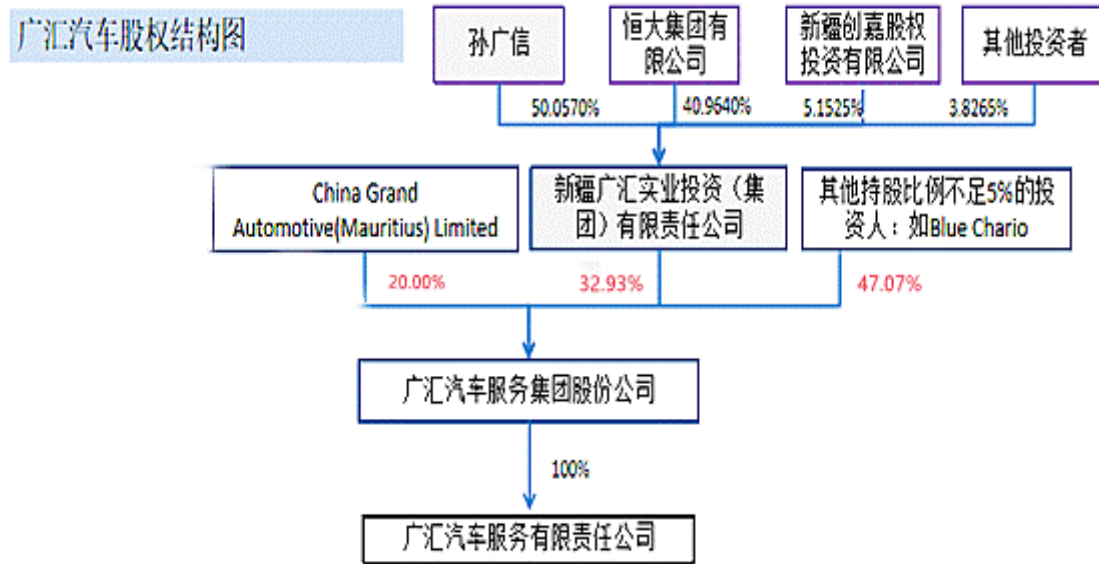 广汇汽车股权结构图
孙广信
恒大集团有
限公司
新疆创嘉股权
投资有限公司
其他投资者
50.0570%
40.9640%
5.1525%
3.8265%
China Grand
Automotive(Mauritius) Limited
新疆广汇实业投资（集
团）有限责任公司
其他持股比例不足5%的投
资人：如Blue Chario
20.00%
32.93%
47.07%
广汇汽车服务集团股份公司
100%
广汇汽车服务有限责任公司